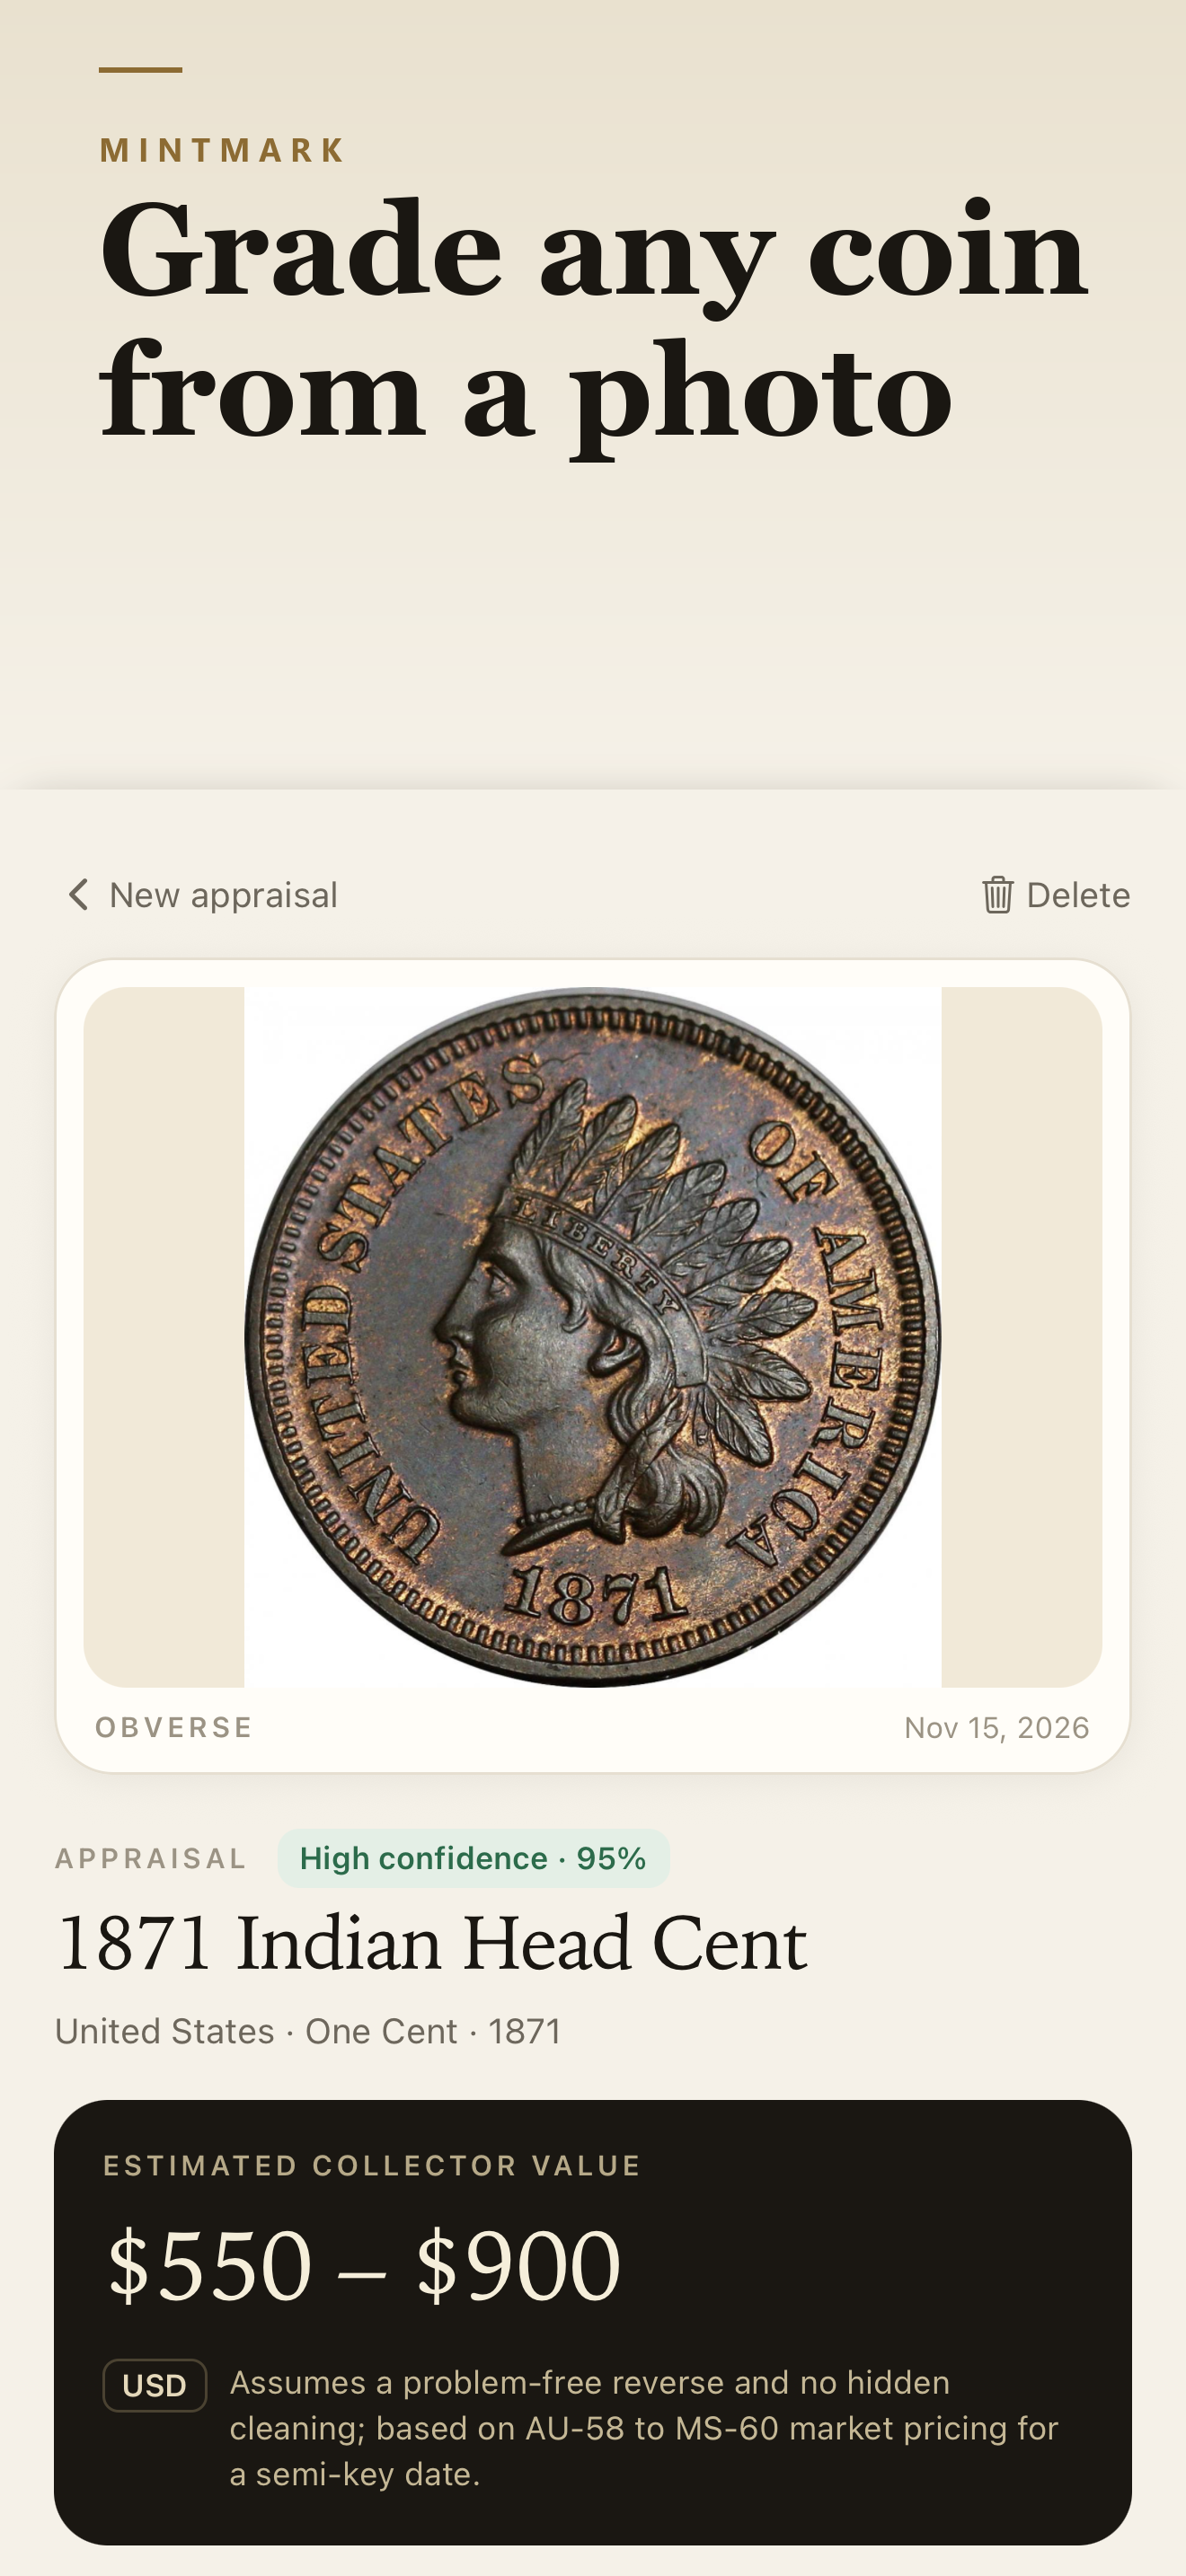 MINTMARK
Grade any coin
from a photo
New appraisal
Delete
UNITED STATES OF AMERICA
LIBERTY
1871
OBVERSE
Nov 15, 2026
APPRAISAL
High confidence · 95%
1871 Indian Head Cent
United States · One Cent · 1871
ESTIMATED COLLECTOR VALUE
$550 – $900
USD
Assumes a problem-free reverse and no hidden
cleaning; based on AU-58 to MS-60 market pricing for
a semi-key date.